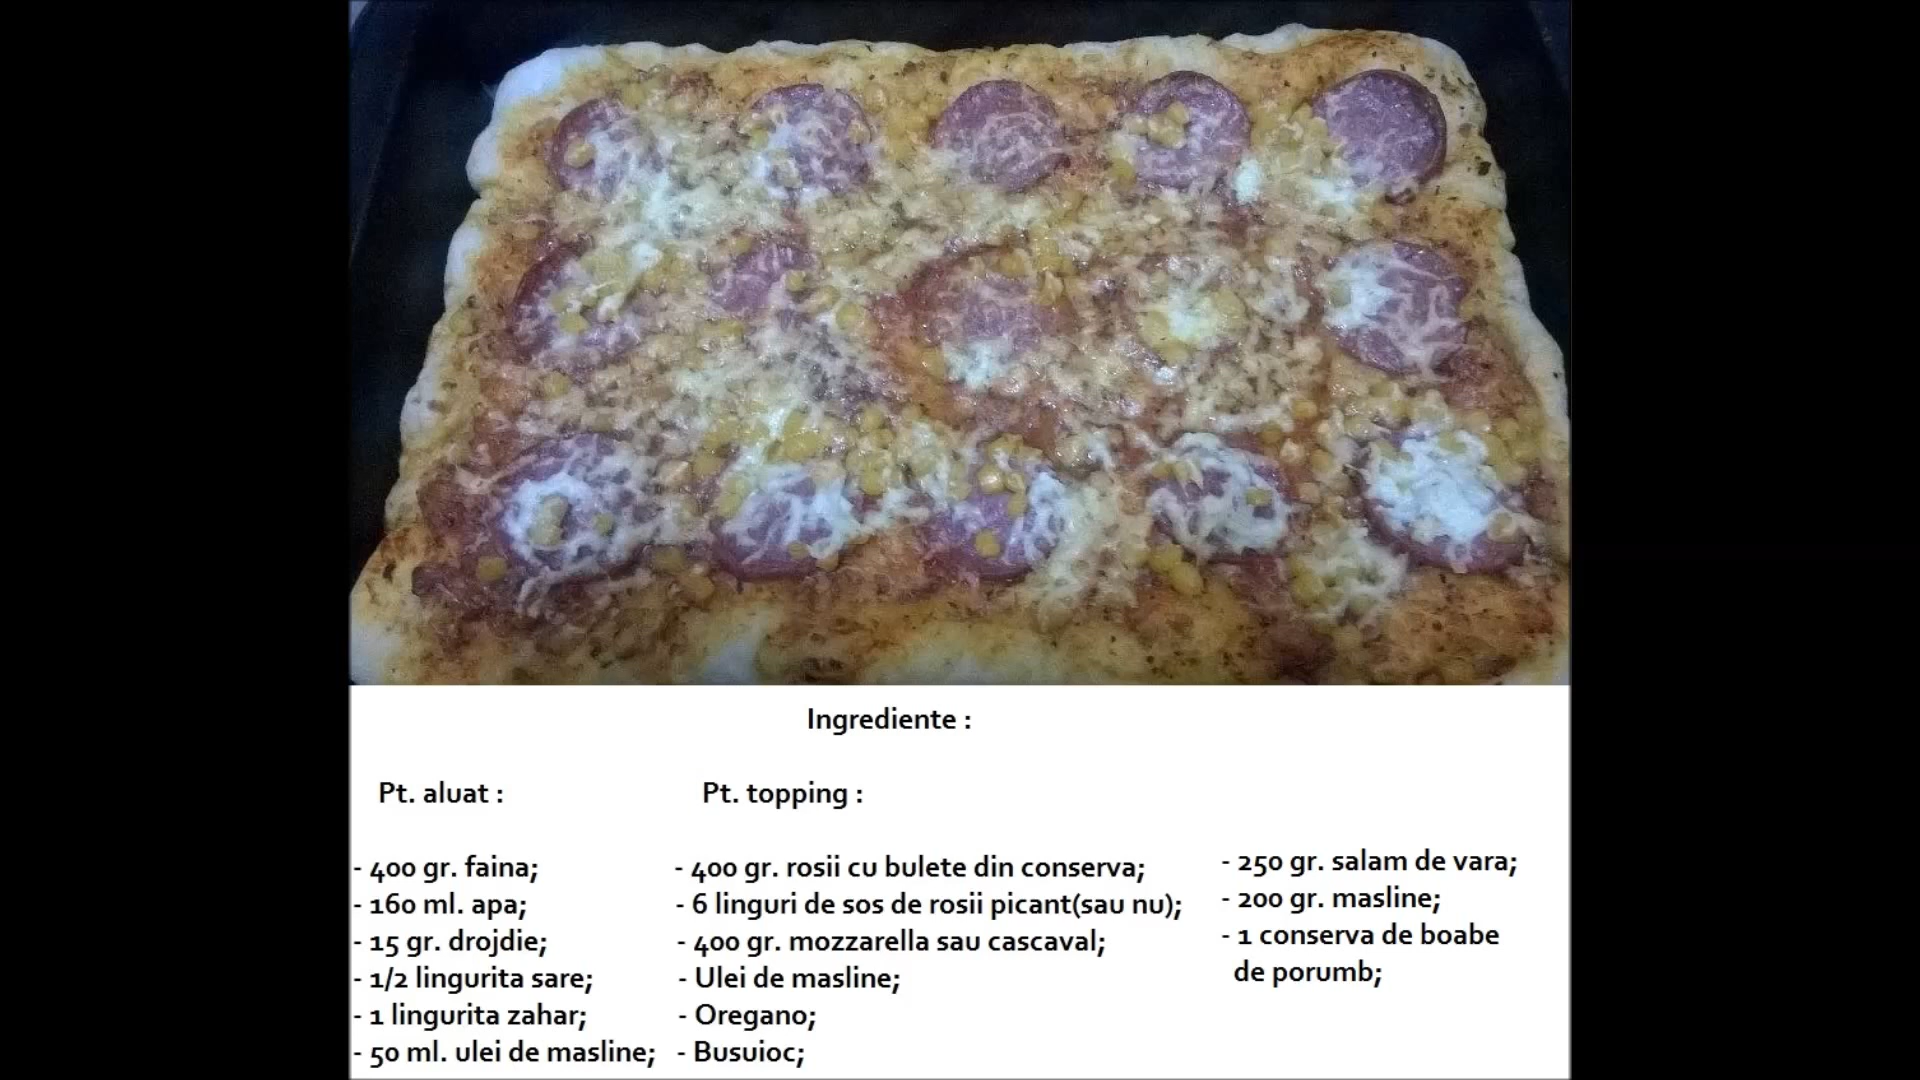 Ingrediente :
Pt. aluat :
- 400 gr. faina;
- 160 ml. apa;
- 15 gr. drojdie;
- 1/2 lingurita sare;
- 1 lingurita zahar;
- 50 ml. ulei de masline;
Pt. topping :
- 400 gr. rosii cu bulete din conserva;
- 6 linguri de sos de rosii picant(sau nu);
- 400 gr. mozzarella sau cascaval;
- Ulei de masline;
- Oregano;
- Busuioc;
- 250 gr. salam de vara;
- 200 gr. masline;
- 1 conserva de boabe
de porumb;